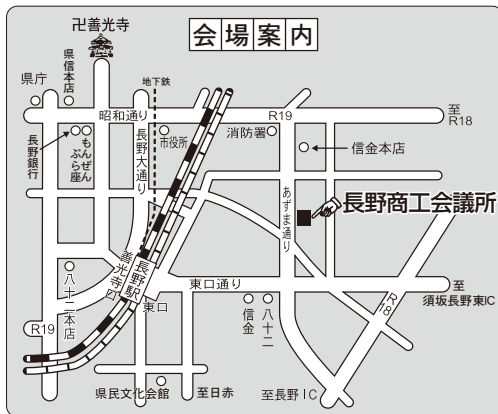 会場案内
卍善光寺
県庁
県信本店
地下鉄
昭和通り
R19
至
R18
長野銀行
もんぜん
ぷら座
長野大通り
市役所
消防署
信金本店
あずま通り
長野商工会議所
長野駅
善光寺口
東口
東口通り
八十二本店
R19
信金
八十二
R18
至
須坂長野東IC
県民文化会館
至日赤
至長野IC